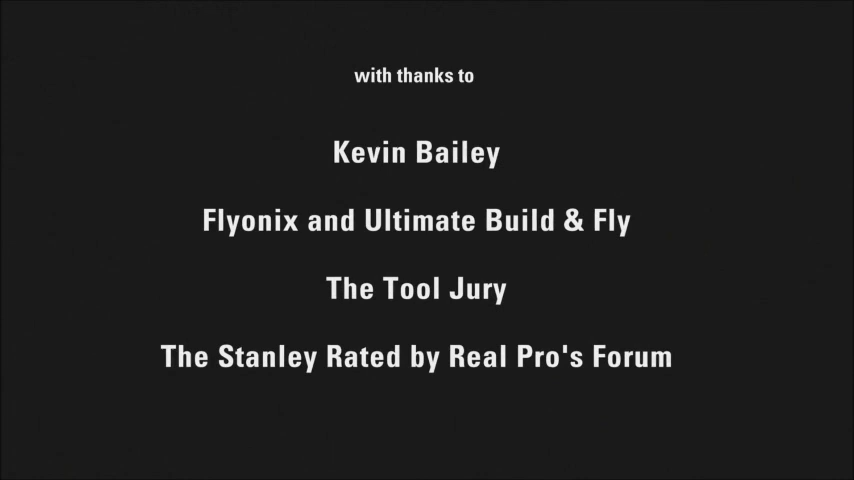 with thanks to
Kevin Bailey
Flyonix and Ultimate Build & Fly
The Tool Jury
The Stanley Rated by Real Pro's Forum